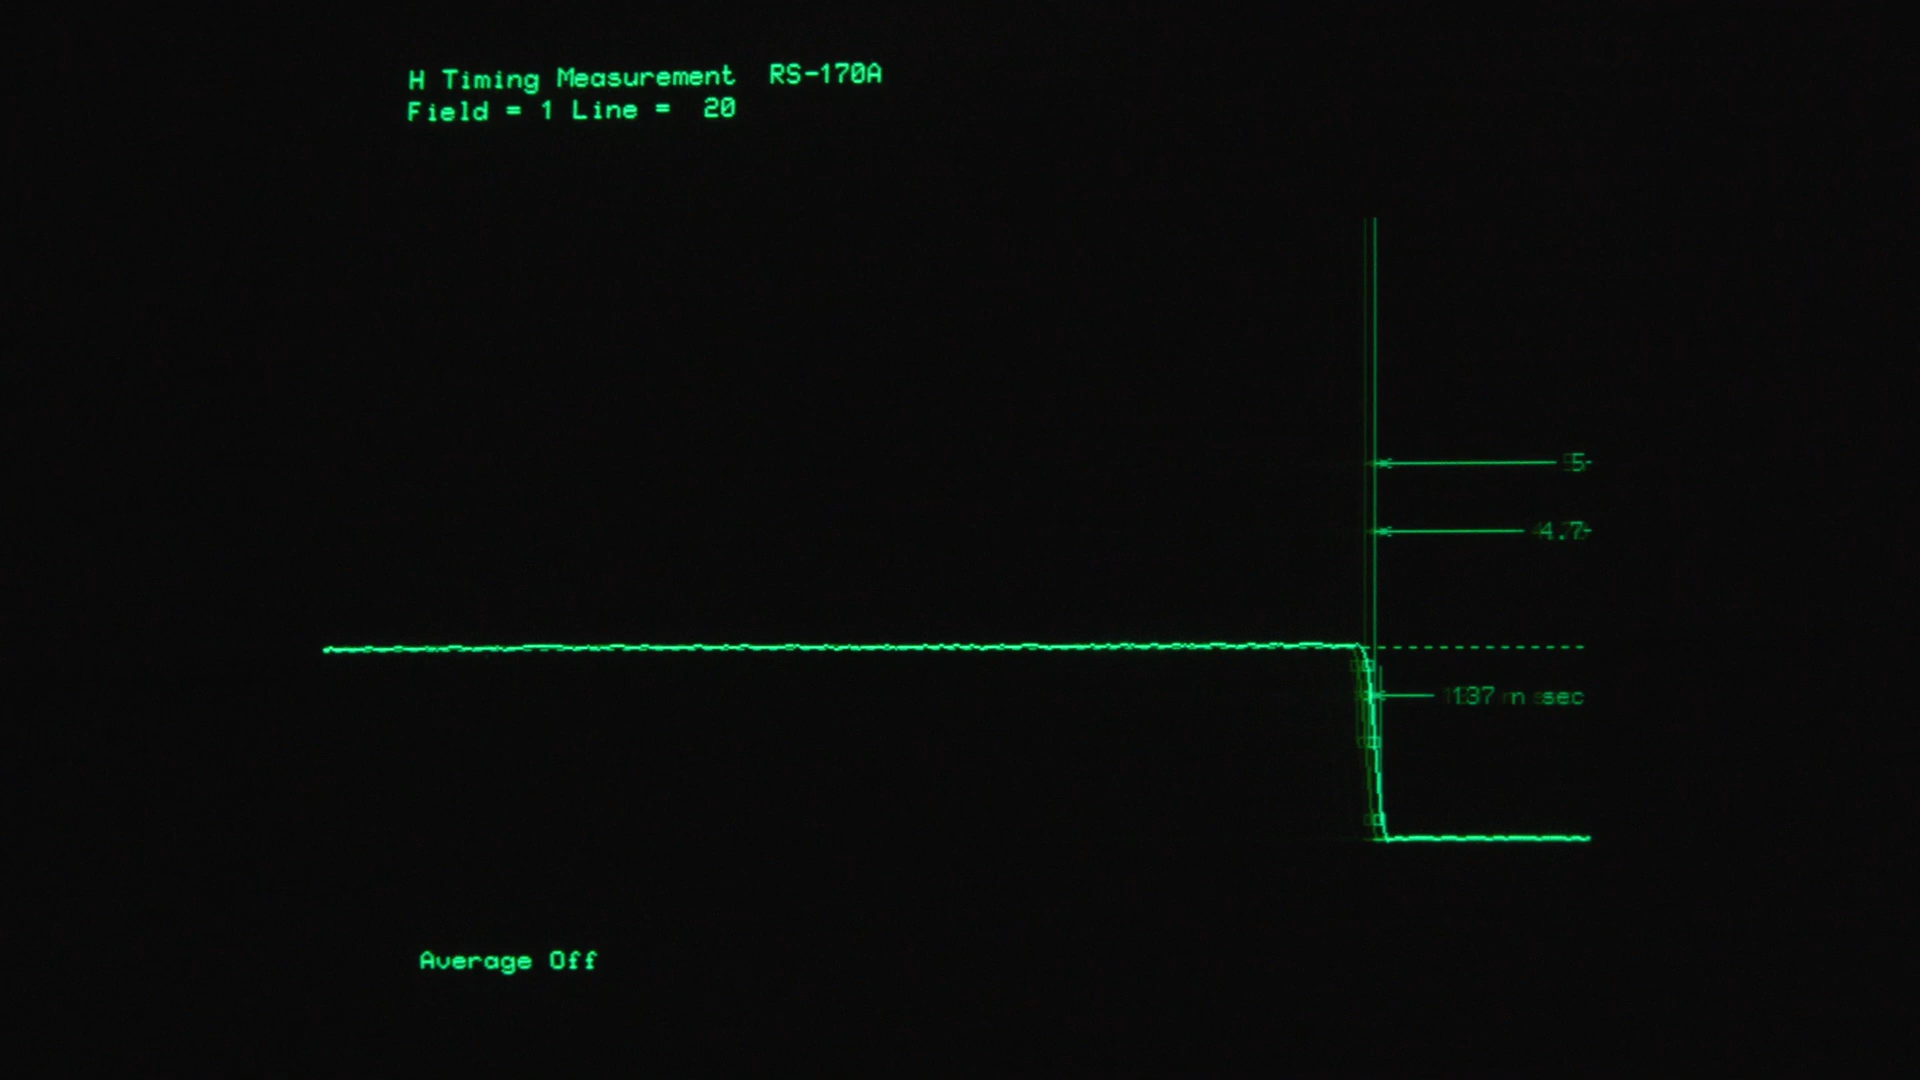 H Timing Measurement RS-170A
Field = 1 Line = 20
5
4.7
137 n sec
Average Off